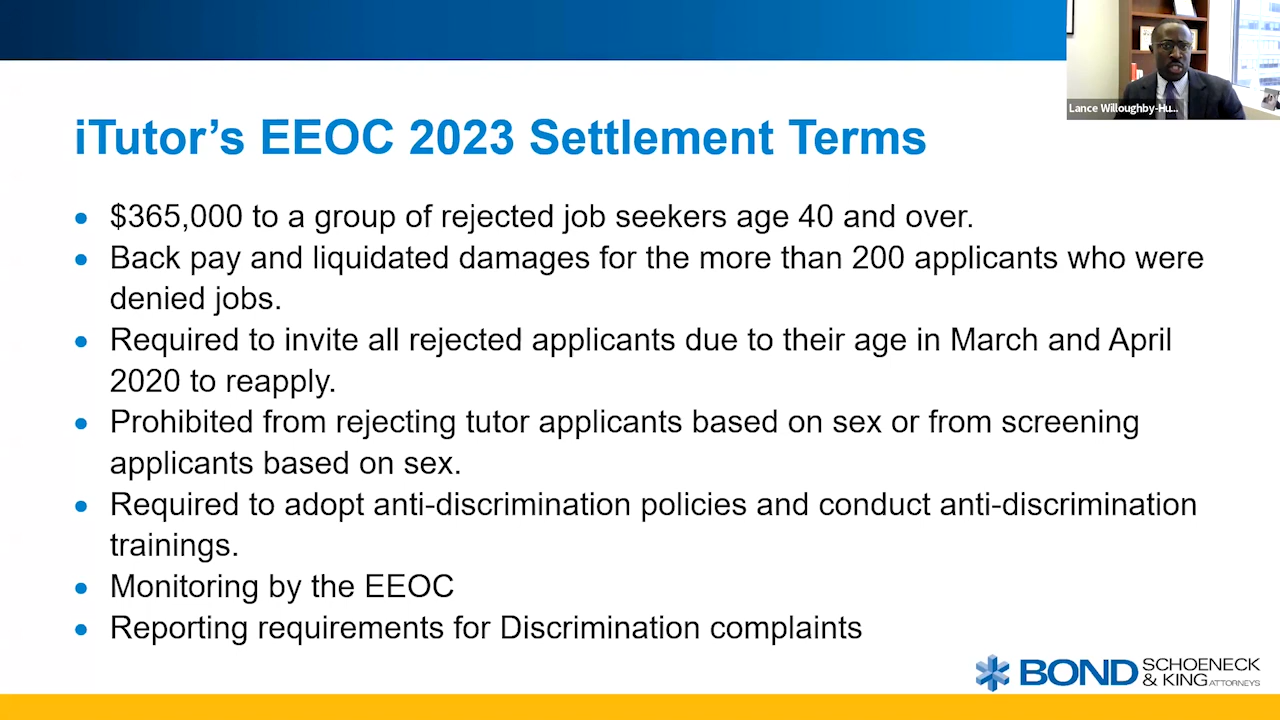 Lance Willoughby-Hu...
iTutor’s EEOC 2023 Settlement Terms
• $365,000 to a group of rejected job seekers age 40 and over.
• Back pay and liquidated damages for the more than 200 applicants who were
denied jobs.
• Required to invite all rejected applicants due to their age in March and April
2020 to reapply.
• Prohibited from rejecting tutor applicants based on sex or from screening
applicants based on sex.
• Required to adopt anti-discrimination policies and conduct anti-discrimination
trainings.
• Monitoring by the EEOC
• Reporting requirements for Discrimination complaints
BOND SCHOENECK
& KING ATTORNEYS